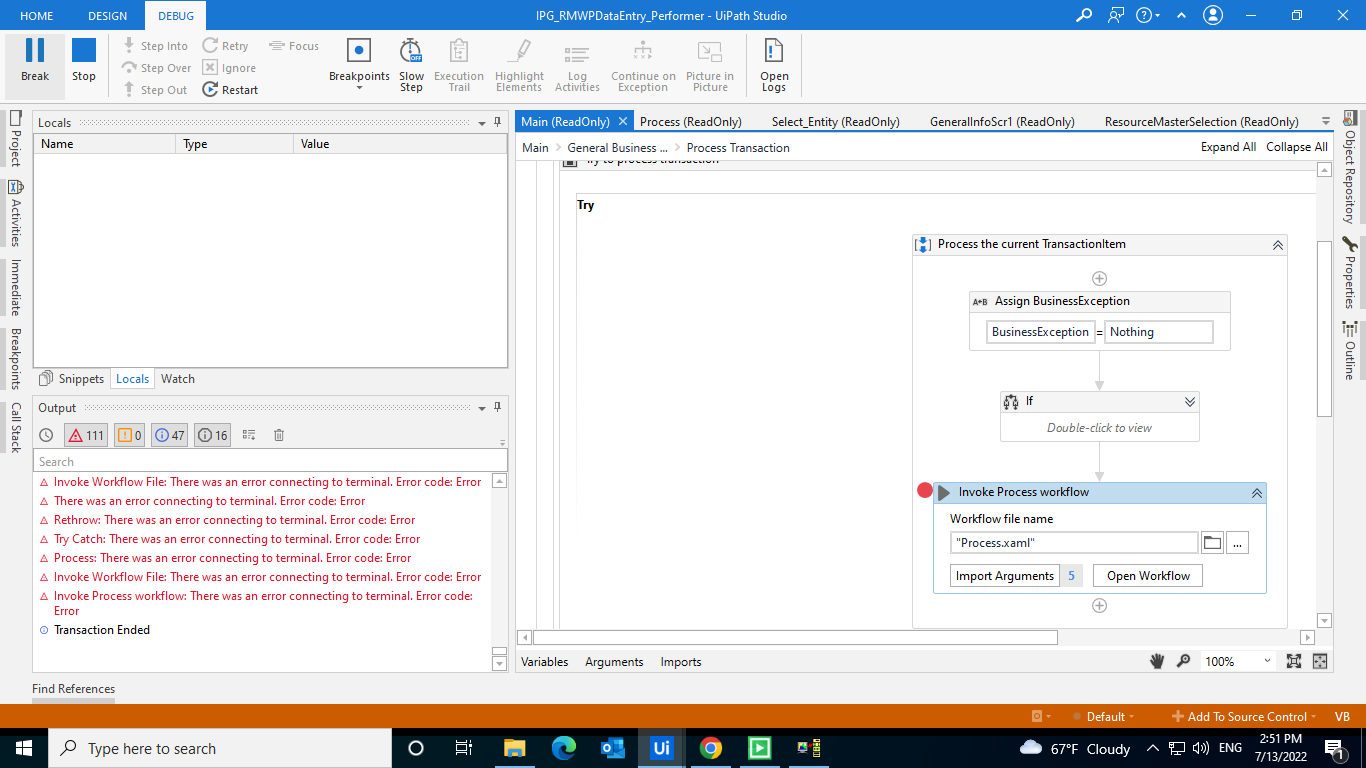 HOME DESIGN DEBUG IPG_RMWPDataEntry_Performer - UiPath Studio
Break Stop Step Into Step Over Step Out Retry Ignore Restart Focus
Breakpoints Slow Step Execution Trail Highlight Elements Log Activities Continue on Exception Picture in Picture Open Logs
Project
Activities
Immediate
Breakpoints
Call Stack
Locals
Name Type Value
Snippets Locals Watch
Output
111 0 47 16
Search
Invoke Workflow File: There was an error connecting to terminal. Error code: Error
There was an error connecting to terminal. Error code: Error
Rethrow: There was an error connecting to terminal. Error code: Error
Try Catch: There was an error connecting to terminal. Error code: Error
Process: There was an error connecting to terminal. Error code: Error
Invoke Workflow File: There was an error connecting to terminal. Error code: Error
Invoke Process workflow: There was an error connecting to terminal. Error code:
Error
Transaction Ended
Find References
Main (ReadOnly) Process (ReadOnly) Select_Entity (ReadOnly) GeneralInfoScr1 (ReadOnly) ResourceMasterSelection (ReadOnly)
Main General Business ... Process Transaction Expand All Collapse All
Try to process transaction
Try
Process the current TransactionItem
A+B Assign BusinessException
BusinessException = Nothing
If
Double-click to view
Invoke Process workflow
Workflow file name
"Process.xaml" ...
Import Arguments 5 Open Workflow
Variables Arguments Imports 100%
Object Repository
Properties
Outline
Default Add To Source Control VB
Type here to search Ui 67°F Cloudy ENG 2:51 PM
7/13/2022 1